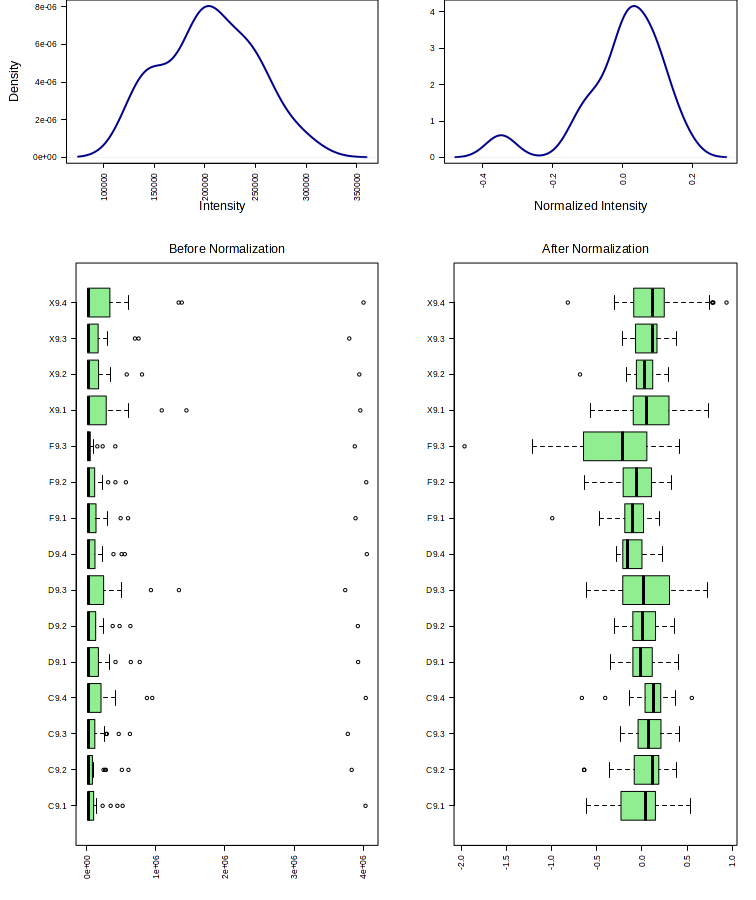 8e-06
6e-06
4e-06
2e-06
0e+00
Density
100000
150000
200000
250000
300000
350000
Intensity
4
3
2
1
0
-0.4
-0.2
0.0
0.2
Normalized Intensity
Before Normalization
X9.4
X9.3
X9.2
X9.1
F9.3
F9.2
F9.1
D9.4
D9.3
D9.2
D9.1
C9.4
C9.3
C9.2
C9.1
0e+00
1e+06
2e+06
3e+06
4e+06
After Normalization
X9.4
X9.3
X9.2
X9.1
F9.3
F9.2
F9.1
D9.4
D9.3
D9.2
D9.1
C9.4
C9.3
C9.2
C9.1
-2.0
-1.5
-1.0
-0.5
0.0
0.5
1.0